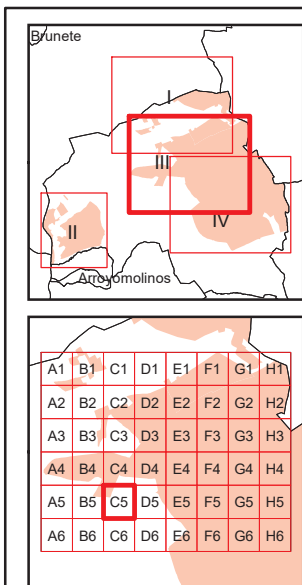 Brunete
I
III
II
IV
Arroyomolinos
A1 B1 C1 D1 E1 F1 G1 H1
A2 B2 C2 D2 E2 F2 G2 H2
A3 B3 C3 D3 E3 F3 G3 H3
A4 B4 C4 D4 E4 F4 G4 H4
A5 B5 C5 D5 E5 F5 G5 H5
A6 B6 C6 D6 E6 F6 G6 H6